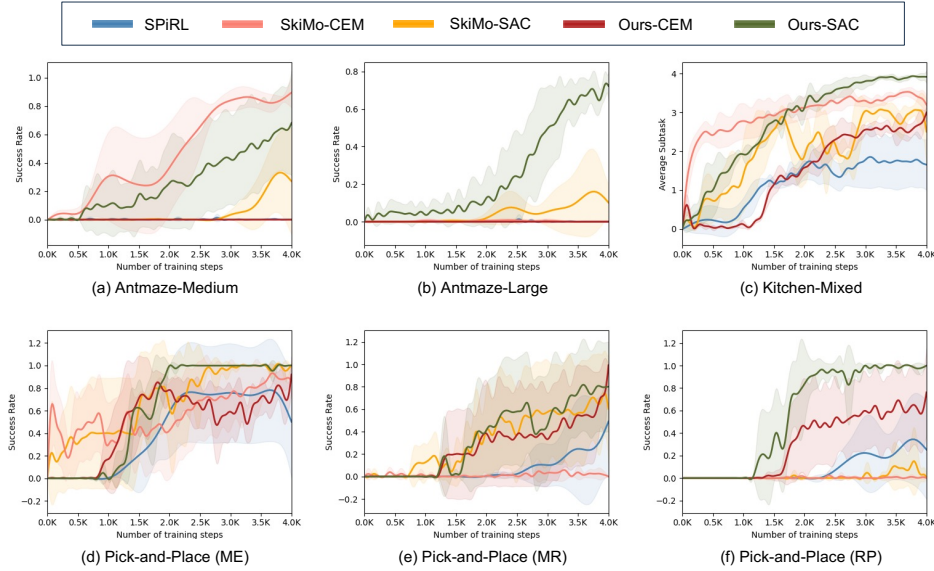 SPiRL SkiMo-CEM SkiMo-SAC Ours-CEM Ours-SAC
1.0
0.8
0.6
0.4
0.2
0.0
Success Rate
0.0K 0.5K 1.0K 1.5K 2.0K 2.5K 3.0K 3.5K 4.0K
Number of training steps
(a) Antmaze-Medium
0.8
0.6
0.4
0.2
0.0
Success Rate
0.0K 0.5K 1.0K 1.5K 2.0K 2.5K 3.0K 3.5K 4.0K
Number of training steps
(b) Antmaze-Large
4
3
2
1
0
Average Subtask
0.0K 0.5K 1.0K 1.5K 2.0K 2.5K 3.0K 3.5K 4.0K
Number of training steps
(c) Kitchen-Mixed
1.2
1.0
0.8
0.6
0.4
0.2
0.0
−0.2
Success Rate
0.0K 0.5K 1.0K 1.5K 2.0K 2.5K 3.0K 3.5K 4.0K
Number of training steps
(d) Pick-and-Place (ME)
1.2
1.0
0.8
0.6
0.4
0.2
0.0
−0.2
Success Rate
0.0K 0.5K 1.0K 1.5K 2.0K 2.5K 3.0K 3.5K 4.0K
Number of training steps
(e) Pick-and-Place (MR)
1.2
1.0
0.8
0.6
0.4
0.2
0.0
−0.2
Success Rate
0.0K 0.5K 1.0K 1.5K 2.0K 2.5K 3.0K 3.5K 4.0K
Number of training steps
(f) Pick-and-Place (RP)